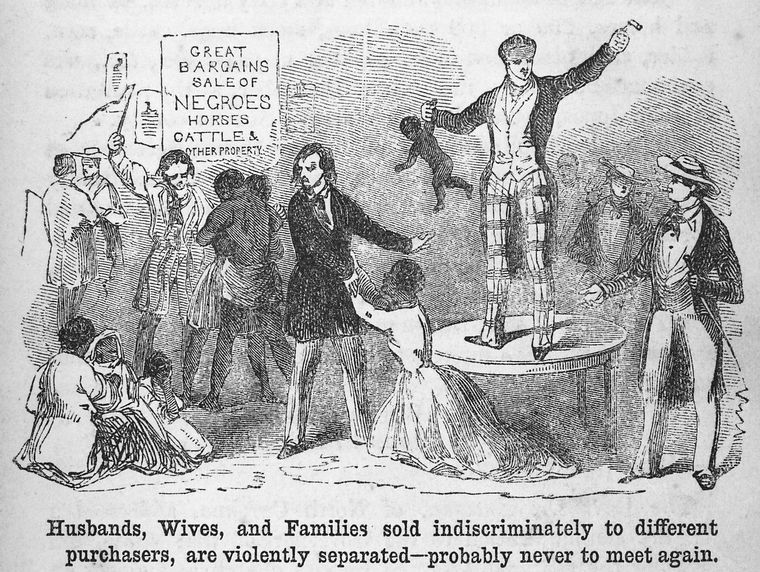 GREAT
BARGAINS
SALE OF
NEGROES
HORSES
CATTLE &
OTHER PROPERTY
Husbands, Wives, and Families sold indiscriminately to different
purchasers, are violently separated—probably never to meet again.